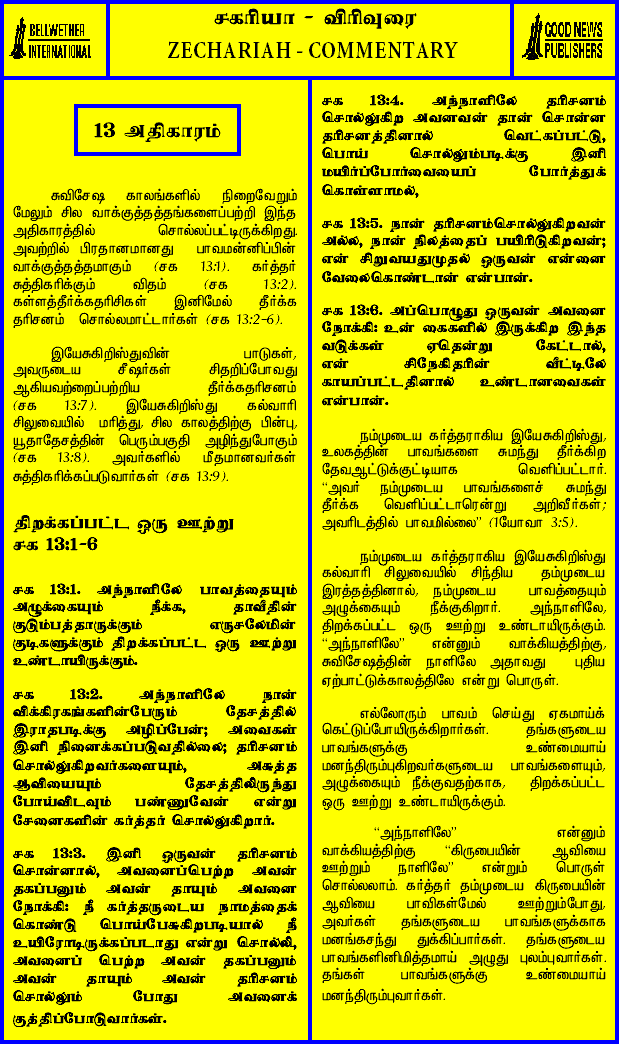 BELLWETHER
INTERNATIONAL
சகரியா - விரிவுரை
ZECHARIAH - COMMENTARY
GOOD NEWS
PUBLISHERS
13 அதிகாரம்
சுவிசேஷ காலங்களில் நிறைவேறும்
மேலும் சில வாக்குத்தத்தங்களைப்பற்றி இந்த
அதிகாரத்தில் சொல்லப்பட்டிருக்கிறது.
அவற்றில் பிரதானமானது பாவமன்னிப்பின்
வாக்குத்தத்தமாகும் (சக 13:1). கர்த்தர்
சுத்திகரிக்கும் விதம் (சக 13:2).
கள்ளத்தீர்க்கதரிசிகள் இனிமேல் தீர்க்க
தரிசனம் சொல்லமாட்டார்கள் (சக 13:2-6).
இயேசுகிறிஸ்துவின் பாடுகள்,
அவருடைய சீஷர்கள் சிதறிப்போவது
ஆகியவற்றைப்பற்றிய தீர்க்கதரிசனம்
(சக 13:7). இயேசுகிறிஸ்து கல்வாரி
சிலுவையில் மரித்து, சில காலத்திற்கு பின்பு,
யூதாதேசத்தின் பெரும்பகுதி அழிந்துபோகும்
(சக 13:8). அவர்களில் மீதமானவர்கள்
சுத்திகரிக்கப்படுவார்கள் (சக 13:9).
திறக்கப்பட்ட ஒரு ஊற்று
சக 13:1-6
சக 13:1. அந்நாளிலே பாவத்தையும்
அழுக்கையும் நீக்க, தாவீதின்
குடும்பத்தாருக்கும் எருசலேமின்
குடிகளுக்கும் திறக்கப்பட்ட ஒரு ஊற்று
உண்டாயிருக்கும்.
சக 13:2. அந்நாளிலே நான்
விக்கிரகங்களின்பேரும் தேசத்தில்
இராதபடிக்கு அழிப்பேன்; அவைகள்
இனி நினைக்கப்படுவதில்லை; தரிசனம்
சொல்லுகிறவர்களையும், அசுத்த
ஆவியையும் தேசத்திலிருந்து
போய்விடவும் பண்ணுவேன் என்று
சேனைகளின் கர்த்தர் சொல்லுகிறார்.
சக 13:3. இனி ஒருவன் தரிசனம்
சொன்னால், அவனைப்பெற்ற அவன்
தகப்பனும் அவன் தாயும் அவனை
நோக்கி: நீ கர்த்தருடைய நாமத்தைக்
கொண்டு பொய்பேசுகிறபடியால் நீ
உயிரோடிருக்கப்படாது என்று சொல்லி,
அவனைப் பெற்ற அவன் தகப்பனும்
அவன் தாயும் அவன் தரிசனம்
சொல்லும் போது அவனைக்
குத்திப்போடுவார்கள்.
சக 13:4. அந்நாளிலே தரிசனம்
சொல்லுகிற அவனவன் தான் சொன்ன
தரிசனத்தினால் வெட்கப்பட்டு,
பொய் சொல்லும்படிக்கு இனி
மயிர்ப்போர்வையைப் போர்த்துக்
கொள்ளாமல்,
சக 13:5. நான் தரிசனம்சொல்லுகிறவன்
அல்ல, நான் நிலத்தைப் பயிரிடுகிறவன்;
என் சிறுவயதுமுதல் ஒருவன் என்னை
வேலைகொண்டான் என்பான்.
சக 13:6. அப்பொழுது ஒருவன் அவனை
நோக்கி: உன் கைகளில் இருக்கிற இந்த
வடுக்கள் ஏதென்று கேட்டால்,
என் சிநேகிதரின் வீட்டிலே
காயப்பட்டதினால் உண்டானவைகள்
என்பான்.
நம்முடைய கர்த்தராகிய இயேசுகிறிஸ்து,
உலகத்தின் பாவங்களை சுமந்து தீர்க்கிற
தேவஆட்டுக்குட்டியாக வெளிப்பட்டார்.
“அவர் நம்முடைய பாவங்களைச் சுமந்து
தீர்க்க வெளிப்பட்டாரென்று அறிவீர்கள்;
அவரிடத்தில் பாவமில்லை” (1யோவா 3:5).
நம்முடைய கர்த்தராகிய இயேசுகிறிஸ்து
கல்வாரி சிலுவையில் சிந்திய தம்முடைய
இரத்தத்தினால், நம்முடைய பாவத்தையும்
அழுக்கையும் நீக்குகிறார். அந்நாளிலே,
திறக்கப்பட்ட ஒரு ஊற்று உண்டாயிருக்கும்.
“அந்நாளிலே” என்னும் வாக்கியத்திற்கு,
சுவிசேஷத்தின் நாளிலே அதாவது புதிய
ஏற்பாட்டுக்காலத்திலே என்று பொருள்.
எல்லோரும் பாவம் செய்து ஏகமாய்க்
கெட்டுப்போயிருக்கிறார்கள். தங்களுடைய
பாவங்களுக்கு உண்மையாய்
மனந்திரும்புகிறவர்களுடைய பாவங்களையும்,
அழுக்கையும் நீக்குவதற்காக, திறக்கப்பட்ட
ஒரு ஊற்று உண்டாயிருக்கும்.
“அந்நாளிலே” என்னும்
வாக்கியத்திற்கு “கிருபையின் ஆவியை
ஊற்றும் நாளிலே” என்றும் பொருள்
சொல்லலாம். கர்த்தர் தம்முடைய கிருபையின்
ஆவியை பாவிகள்மேல் ஊற்றும்போது,
அவர்கள் தங்களுடைய பாவங்களுக்காக
மனங்கசந்து துக்கிப்பார்கள். தங்களுடைய
பாவங்களினிமித்தமாய் அழுது புலம்புவார்கள்.
தங்கள் பாவங்களுக்கு உண்மையாய்
மனந்திரும்புவார்கள்.